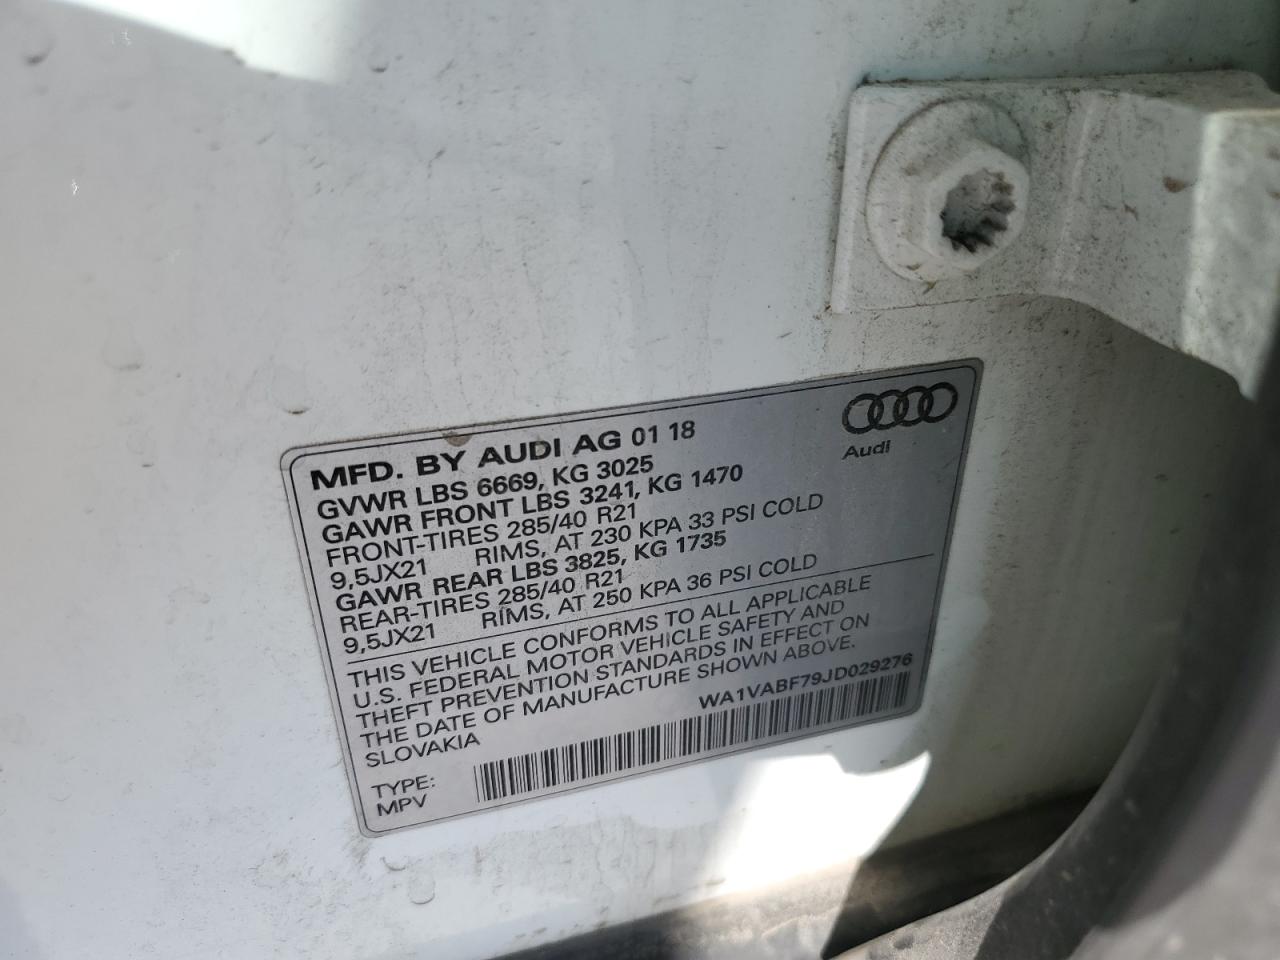 MFD. BY AUDI AG 01 18
Audi
GVWR LBS 6669, KG 3025
GAWR FRONT LBS 3241, KG 1470
FRONT-TIRES 285/40 R21
9,5JX21 RIMS, AT 230 KPA 33 PSI COLD
GAWR REAR LBS 3825, KG 1735
REAR-TIRES 285/40 R21
9,5JX21 RIMS, AT 250 KPA 36 PSI COLD
THIS VEHICLE CONFORMS TO ALL APPLICABLE
U.S. FEDERAL MOTOR VEHICLE SAFETY AND
THEFT PREVENTION STANDARDS IN EFFECT ON
THE DATE OF MANUFACTURE SHOWN ABOVE.
SLOVAKIA
WA1VABF79JD029276
TYPE:
MPV